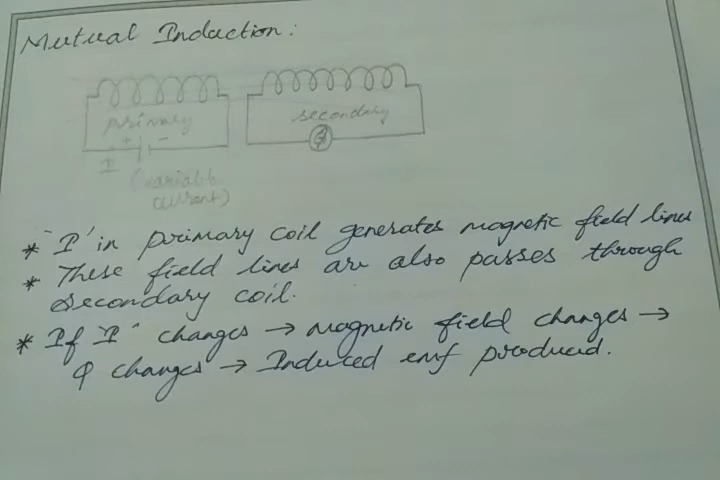 Mutual Induction:
primary
secondary
+ -
I
G
(variable
current)
* "I" in primary coil generates magnetic field lines
* These field lines are also passes through
secondary coil.
* If "I" changes → magnetic field changes →
φ changes → Induced emf produced.